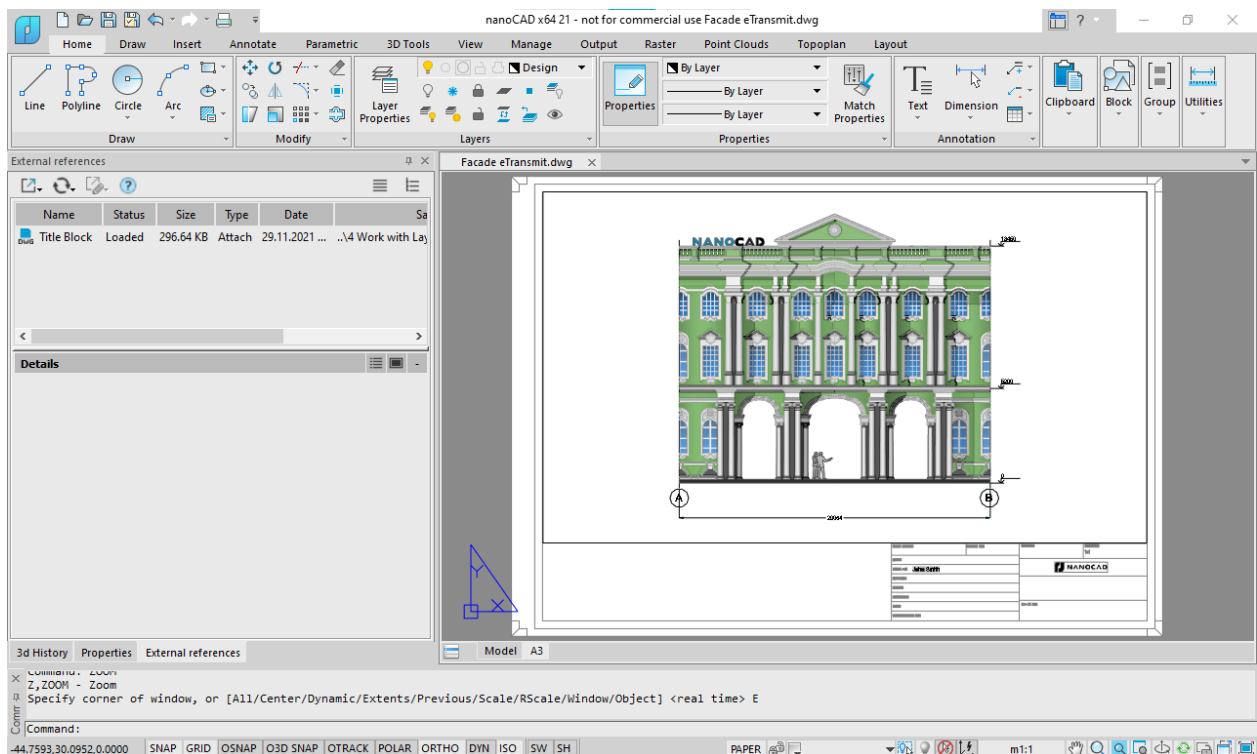 nanoCAD x64 21 - not for commercial use Facade eTransmit.dwg
?
Home Draw Insert Annotate Parametric 3D Tools View Manage Output Raster Point Clouds Topoplan Layout
Design
By Layer
By Layer
By Layer
Line Polyline Circle Arc
Layer Properties
Properties
Match Properties
Text Dimension
Clipboard Block Group Utilities
Draw Modify Layers Properties Annotation
External references
Facade eTransmit.dwg
Name Status Size Type Date Sa
Title Block Loaded 296.64 KB Attach 29.11.2021 ... ..\4 Work with Lay
Details
NANOCAD
A B
John Smith
NANOCAD
Y
X
3d History Properties External references
Model A3
Command: ZOOM
Z,ZOOM - Zoom
Specify corner of window, or [All/Center/Dynamic/Extents/Previous/Scale/RScale/Window/Object] <real time> E
Comm
Command:
-44.7593,30.0952,0.0000 SNAP GRID OSNAP O3D SNAP OTRACK POLAR ORTHO DYN ISO SW SH PAPER m1:1